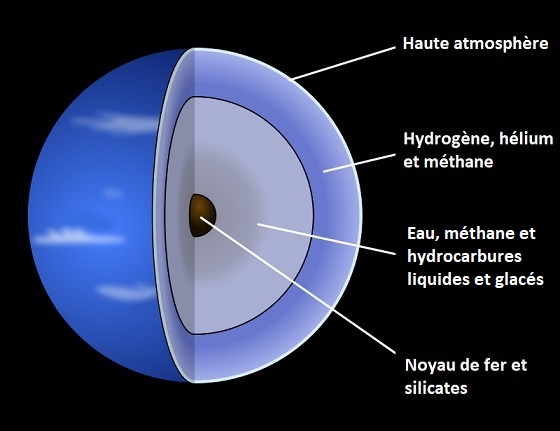 Haute atmosphère
Hydrogène, hélium
et méthane
Eau, méthane et
hydrocarbures
liquides et glacés
Noyau de fer et
silicates